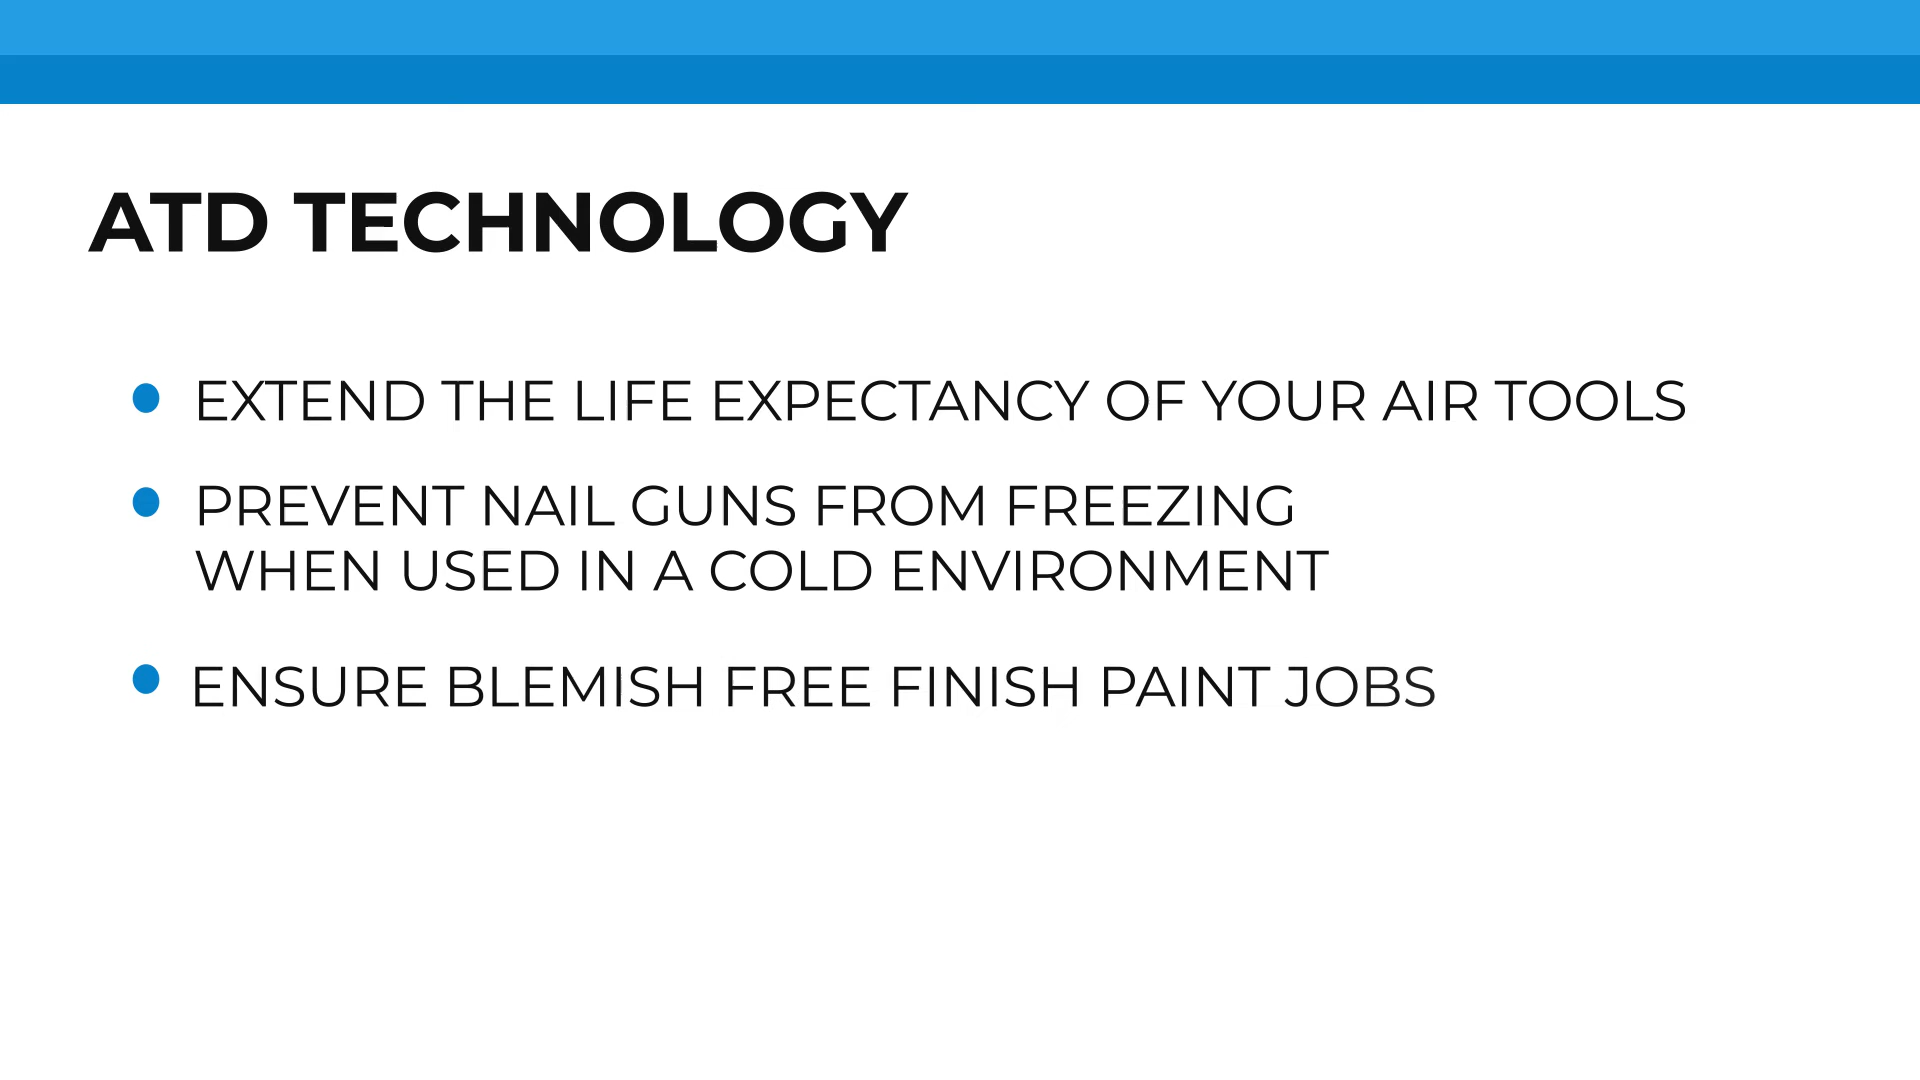 ATD TECHNOLOGY
EXTEND THE LIFE EXPECTANCY OF YOUR AIR TOOLS
PREVENT NAIL GUNS FROM FREEZING
WHEN USED IN A COLD ENVIRONMENT
ENSURE BLEMISH FREE FINISH PAINT JOBS